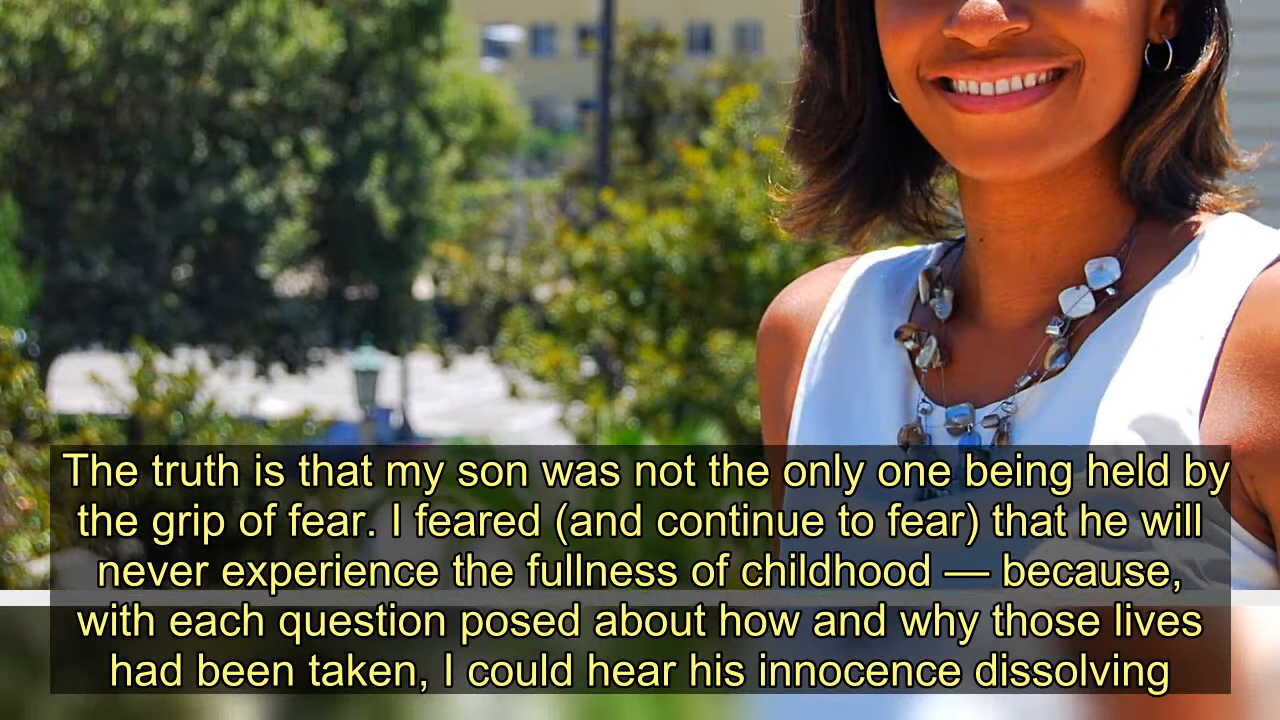 The truth is that my son was not the only one being held by
the grip of fear. I feared (and continue to fear) that he will
never experience the fullness of childhood — because,
with each question posed about how and why those lives
had been taken, I could hear his innocence dissolving